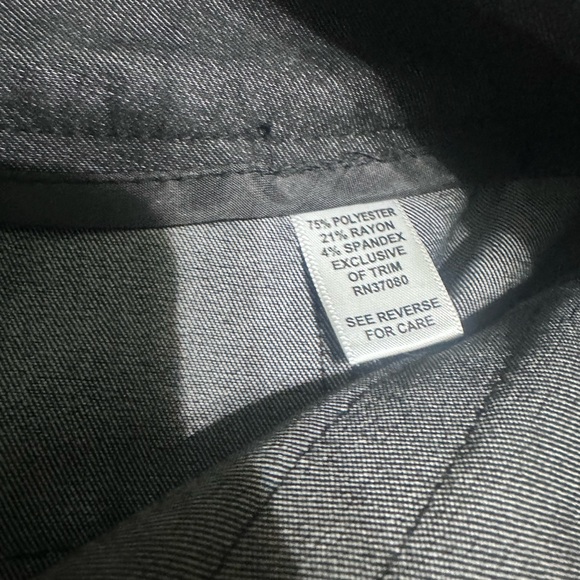 75% POLYESTER
21% RAYON
4% SPANDEX
EXCLUSIVE
OF TRIM
RN37080
SEE REVERSE
FOR CARE